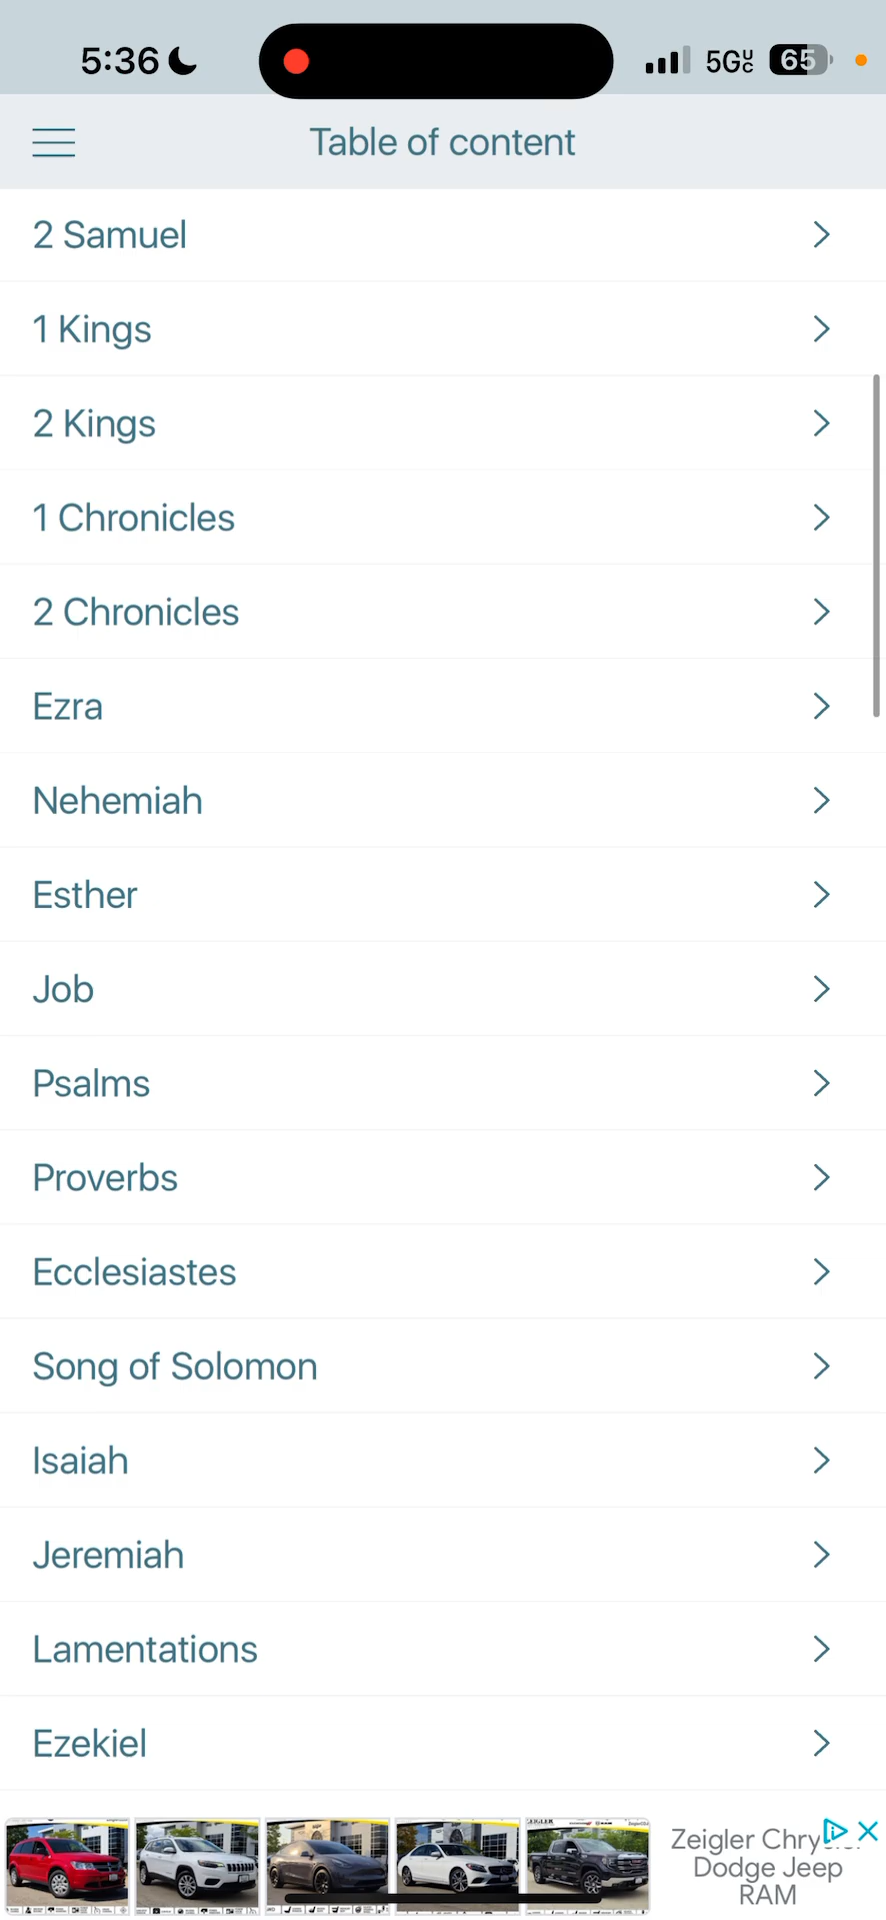 5:36
5G UC
65
Table of content
2 Samuel
1 Kings
2 Kings
1 Chronicles
2 Chronicles
Ezra
Nehemiah
Esther
Job
Psalms
Proverbs
Ecclesiastes
Song of Solomon
Isaiah
Jeremiah
Lamentations
Ezekiel
Zeigler
Dodge Jeep
RAM